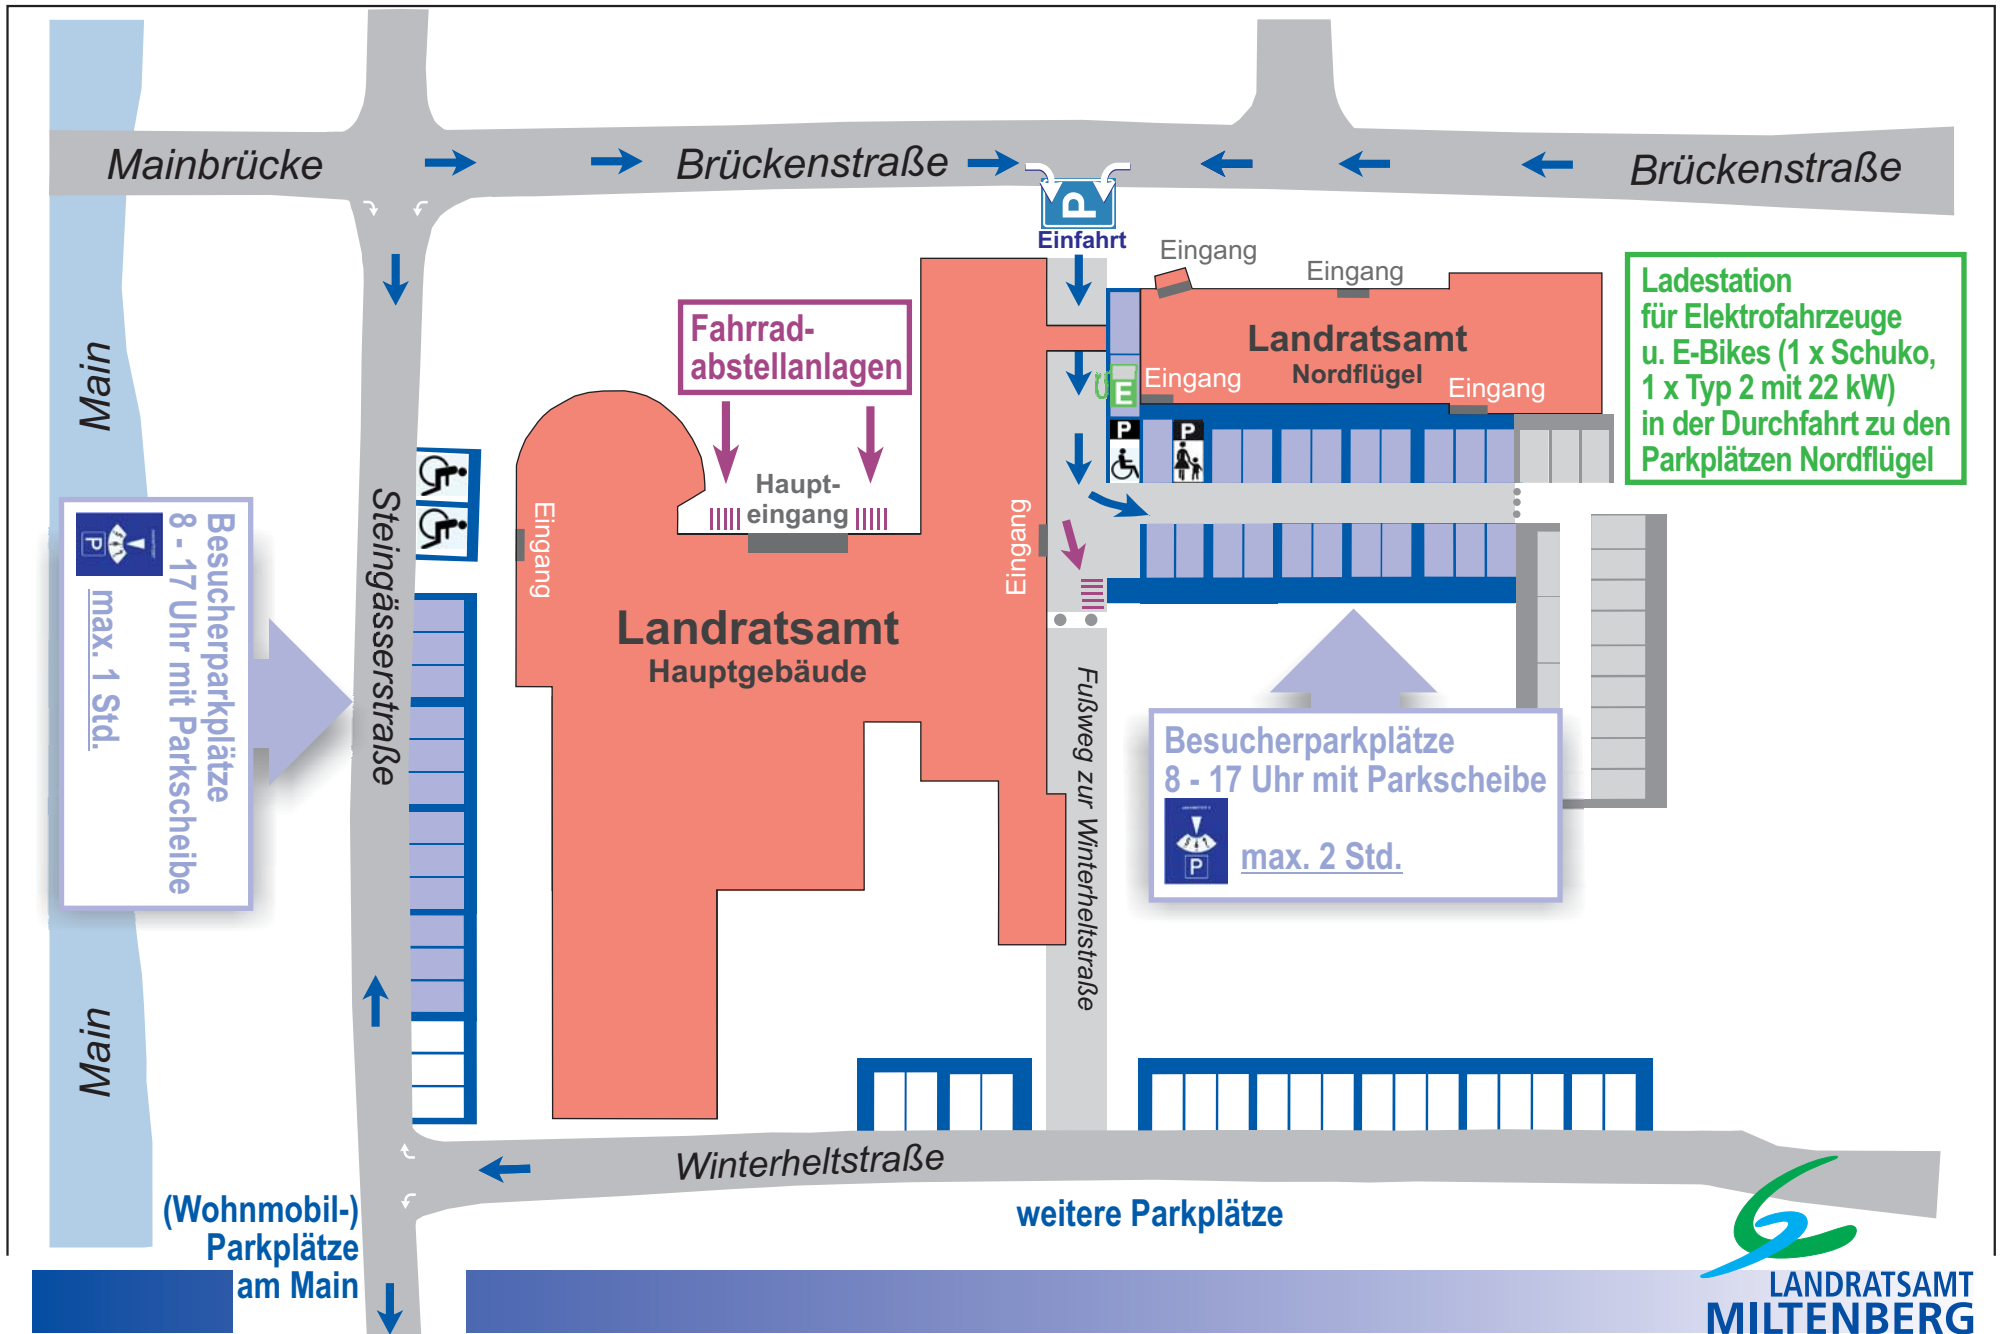 Mainbrücke
Brückenstraße
Brückenstraße
P
Einfahrt
Eingang
Eingang
Ladestation
für Elektrofahrzeuge
u. E-Bikes (1 x Schuko,
1 x Typ 2 mit 22 kW)
in der Durchfahrt zu den
Parkplätzen Nordflügel
Fahrrad-
abstellanlagen
Landratsamt
Nordflügel
Eingang
Eingang
E
P
P
Main
Haupt-
eingang
Eingang
Eingang
Steingässerstraße
Besucherparkplätze
8 - 17 Uhr mit Parkscheibe
max. 1 Std.
P
Landratsamt
Hauptgebäude
Fußweg zur Winterheltstraße
Besucherparkplätze
8 - 17 Uhr mit Parkscheibe
max. 2 Std.
P
Main
Winterheltstraße
(Wohnmobil-)
Parkplätze
am Main
weitere Parkplätze
LANDRATSAMT
MILTENBERG